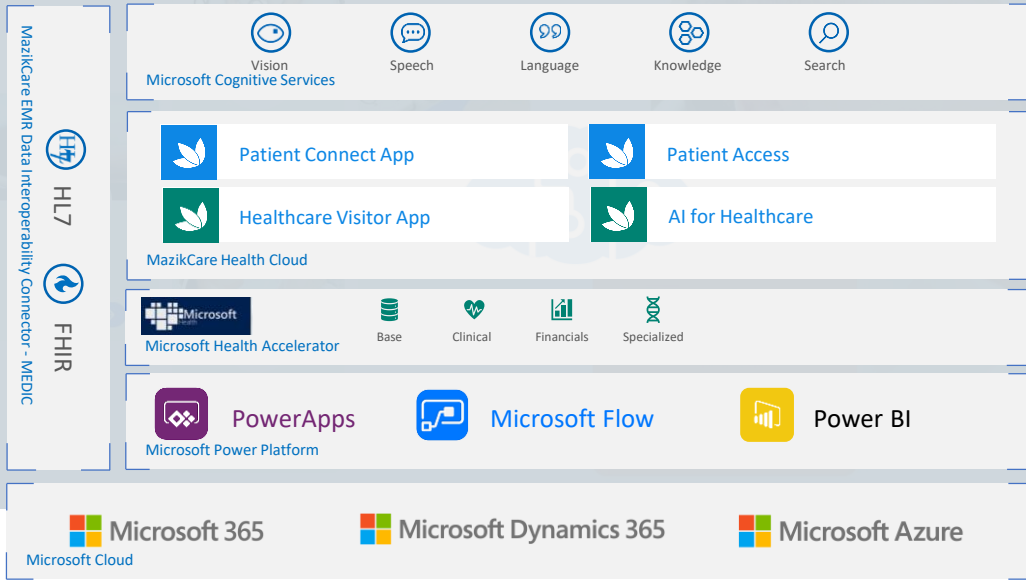 MazikCare EMR Data Interoperability Connector - MEDIC
HL7
FHIR
Vision
Speech
Language
Knowledge
Search
Microsoft Cognitive Services
Patient Connect App
Patient Access
Healthcare Visitor App
AI for Healthcare
MazikCare Health Cloud
Microsoft
Health
Base
Clinical
Financials
Specialized
Microsoft Health Accelerator
PowerApps
Microsoft Flow
Power BI
Microsoft Power Platform
Microsoft 365
Microsoft Dynamics 365
Microsoft Azure
Microsoft Cloud